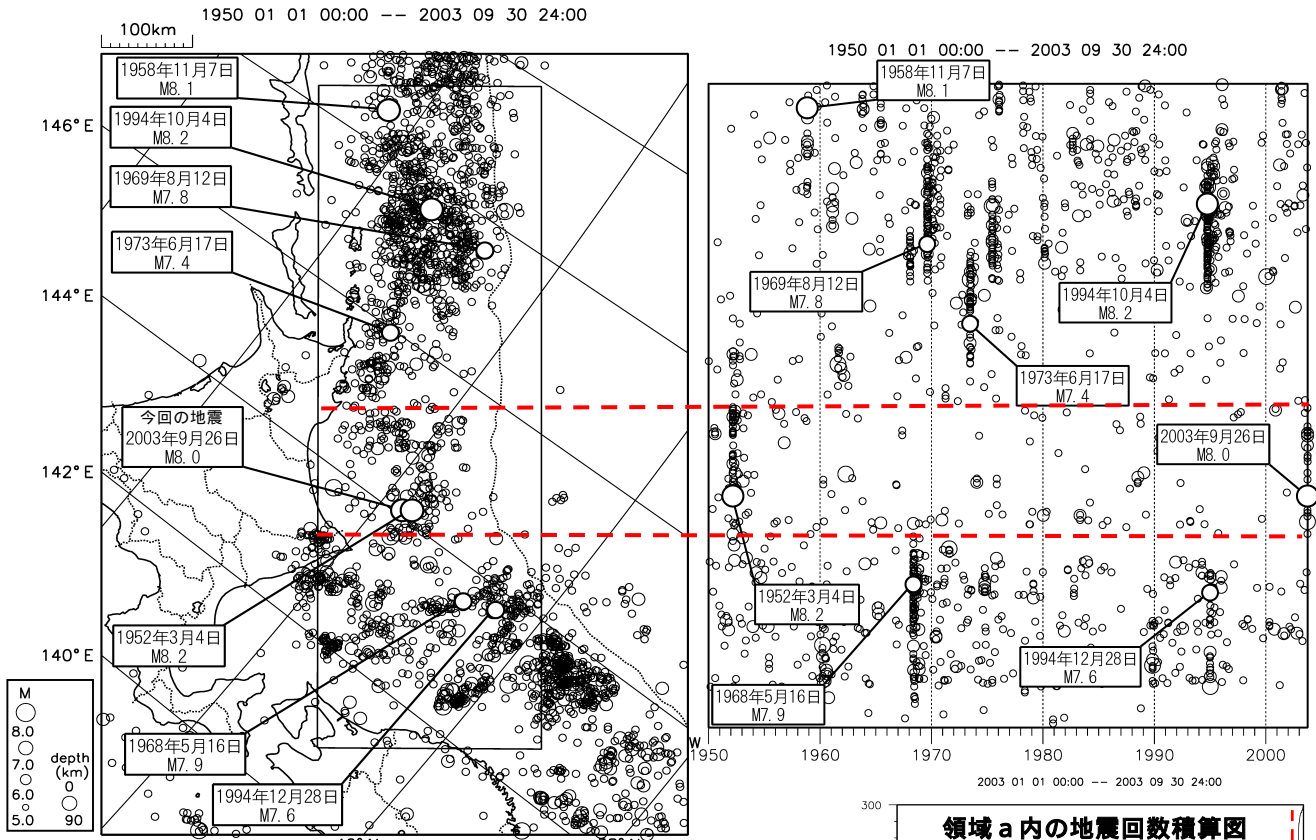 1950 01 01 00:00 -- 2003 09 30 24:00
100km
1958年11月7日
M8.1
1994年10月4日
M8.2
1969年8月12日
M7.8
1973年6月17日
M7.4
今回の地震
2003年9月26日
M8.0
1952年3月4日
M8.2
1968年5月16日
M7.9
1994年12月28日
M7.6
146°E
144°E
142°E
140°E
M
8.0
7.0
6.0
5.0
depth
(km)
0
90
1950 01 01 00:00 -- 2003 09 30 24:00
1958年11月7日
M8.1
1969年8月12日
M7.8
1994年10月4日
M8.2
1973年6月17日
M7.4
2003年9月26日
M8.0
1952年3月4日
M8.2
1994年12月28日
M7.6
1968年5月16日
M7.9
W
1950 1960 1970 1980 1990 2000
2003 01 01 00:00 -- 2003 09 30 24:00
300
領域a内の地震回数積算図